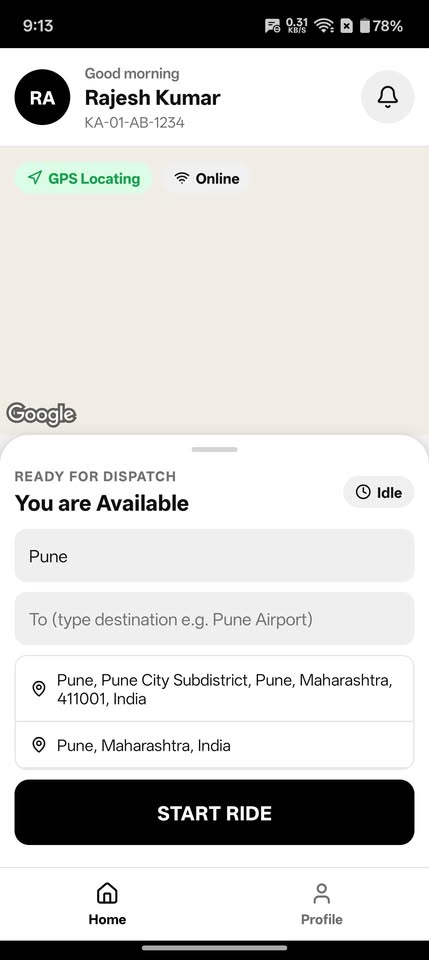 9:13
0.31
KB/S
78%
RA
Good morning
Rajesh Kumar
KA-01-AB-1234
GPS Locating
Online
Google
READY FOR DISPATCH
You are Available
Idle
Pune
To (type destination e.g. Pune Airport)
Pune, Pune City Subdistrict, Pune, Maharashtra,
411001, India
Pune, Maharashtra, India
START RIDE
Home
Profile